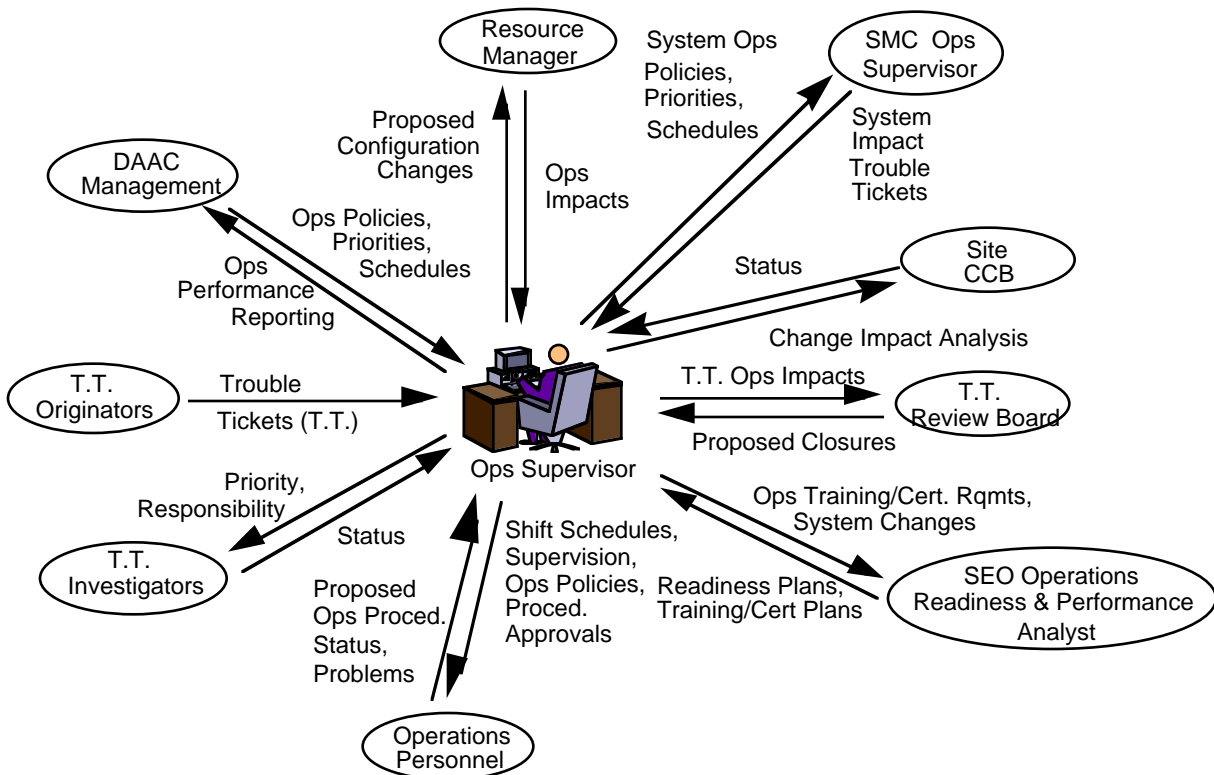 Resource
Manager
System Ops
Policies,
Priorities,
Schedules
SMC Ops
Supervisor
Proposed
Configuration
Changes
Ops
Impacts
System
Impact
Trouble
Tickets
DAAC
Management
Ops Policies,
Priorities,
Schedules
Ops
Performance
Reporting
Status
Site
CCB
Change Impact Analysis
T.T.
Originators
Trouble
Tickets (T.T.)
T.T. Ops Impacts
T.T.
Review Board
Proposed Closures
Ops Supervisor
Priority,
Responsibility
Status
T.T.
Investigators
Proposed
Ops Proced.
Status,
Problems
Shift Schedules,
Supervision,
Ops Policies,
Proced.
Approvals
Ops Training/Cert. Rqmts,
System Changes
Readiness Plans,
Training/Cert Plans
SEO Operations
Readiness & Performance
Analyst
Operations
Personnel